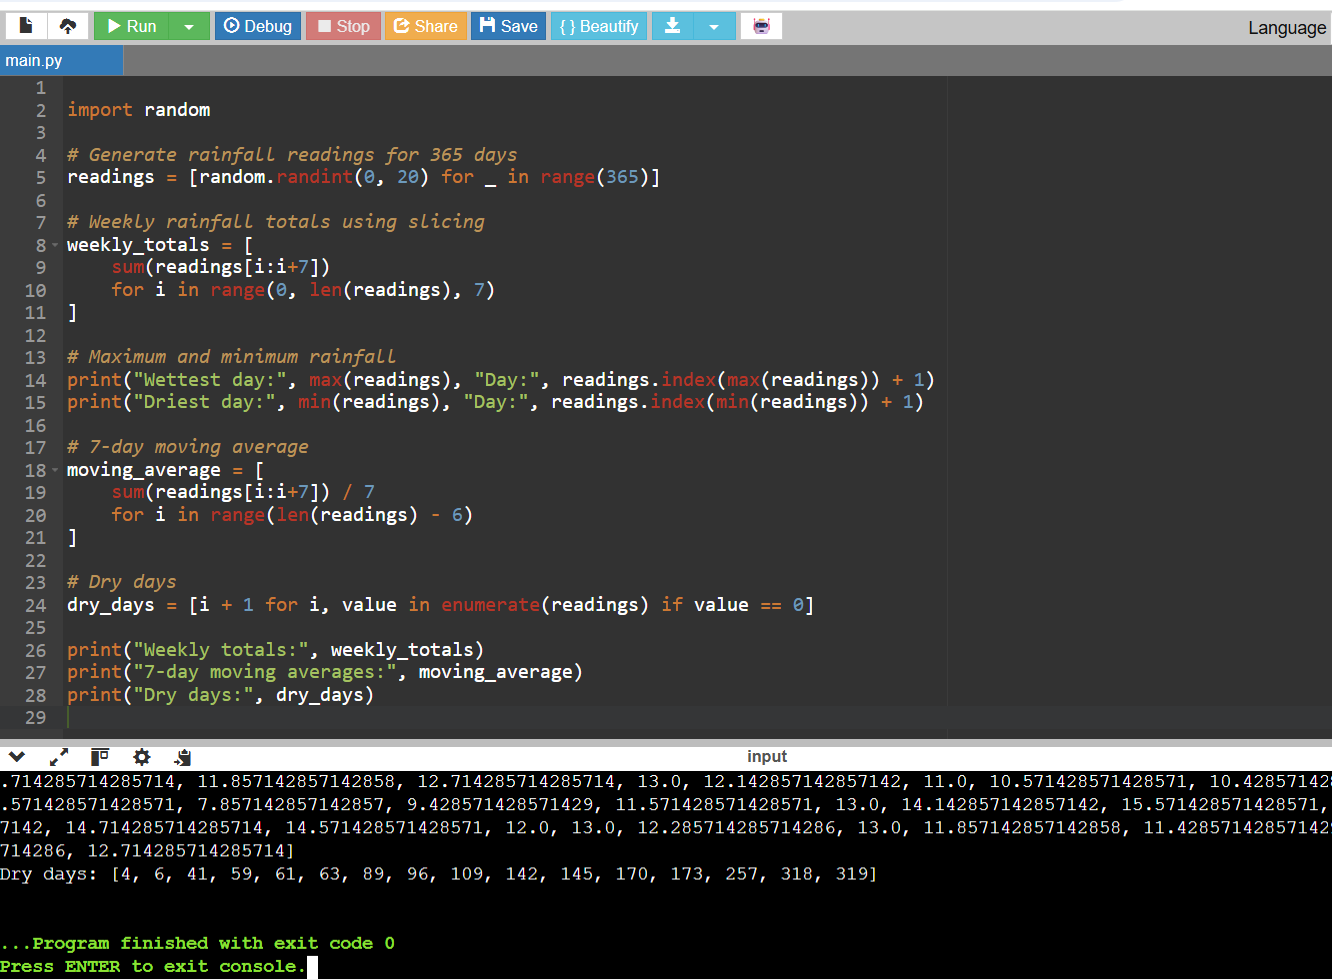 Run Debug Stop Share Save { } Beautify Language
main.py
1
2 import random
3
4 # Generate rainfall readings for 365 days
5 readings = [random.randint(0, 20) for _ in range(365)]
6
7 # Weekly rainfall totals using slicing
8 weekly_totals = [
9     sum(readings[i:i+7])
10     for i in range(0, len(readings), 7)
11 ]
12
13 # Maximum and minimum rainfall
14 print("Wettest day:", max(readings), "Day:", readings.index(max(readings)) + 1)
15 print("Driest day:", min(readings), "Day:", readings.index(min(readings)) + 1)
16
17 # 7-day moving average
18 moving_average = [
19     sum(readings[i:i+7]) / 7
20     for i in range(len(readings) - 6)
21 ]
22
23 # Dry days
24 dry_days = [i + 1 for i, value in enumerate(readings) if value == 0]
25
26 print("Weekly totals:", weekly_totals)
27 print("7-day moving averages:", moving_average)
28 print("Dry days:", dry_days)
29
input
.714285714285714, 11.857142857142858, 12.714285714285714, 13.0, 12.142857142857142, 11.0, 10.571428571428571, 10.428571428
.571428571428571, 7.857142857142857, 9.428571428571429, 11.571428571428571, 13.0, 14.142857142857142, 15.571428571428571,
7142, 14.714285714285714, 14.571428571428571, 12.0, 13.0, 12.285714285714286, 13.0, 11.857142857142858, 11.428571428571429
714286, 12.714285714285714]
Dry days: [4, 6, 41, 59, 61, 63, 89, 96, 109, 142, 145, 170, 173, 257, 318, 319]
...Program finished with exit code 0
Press ENTER to exit console.